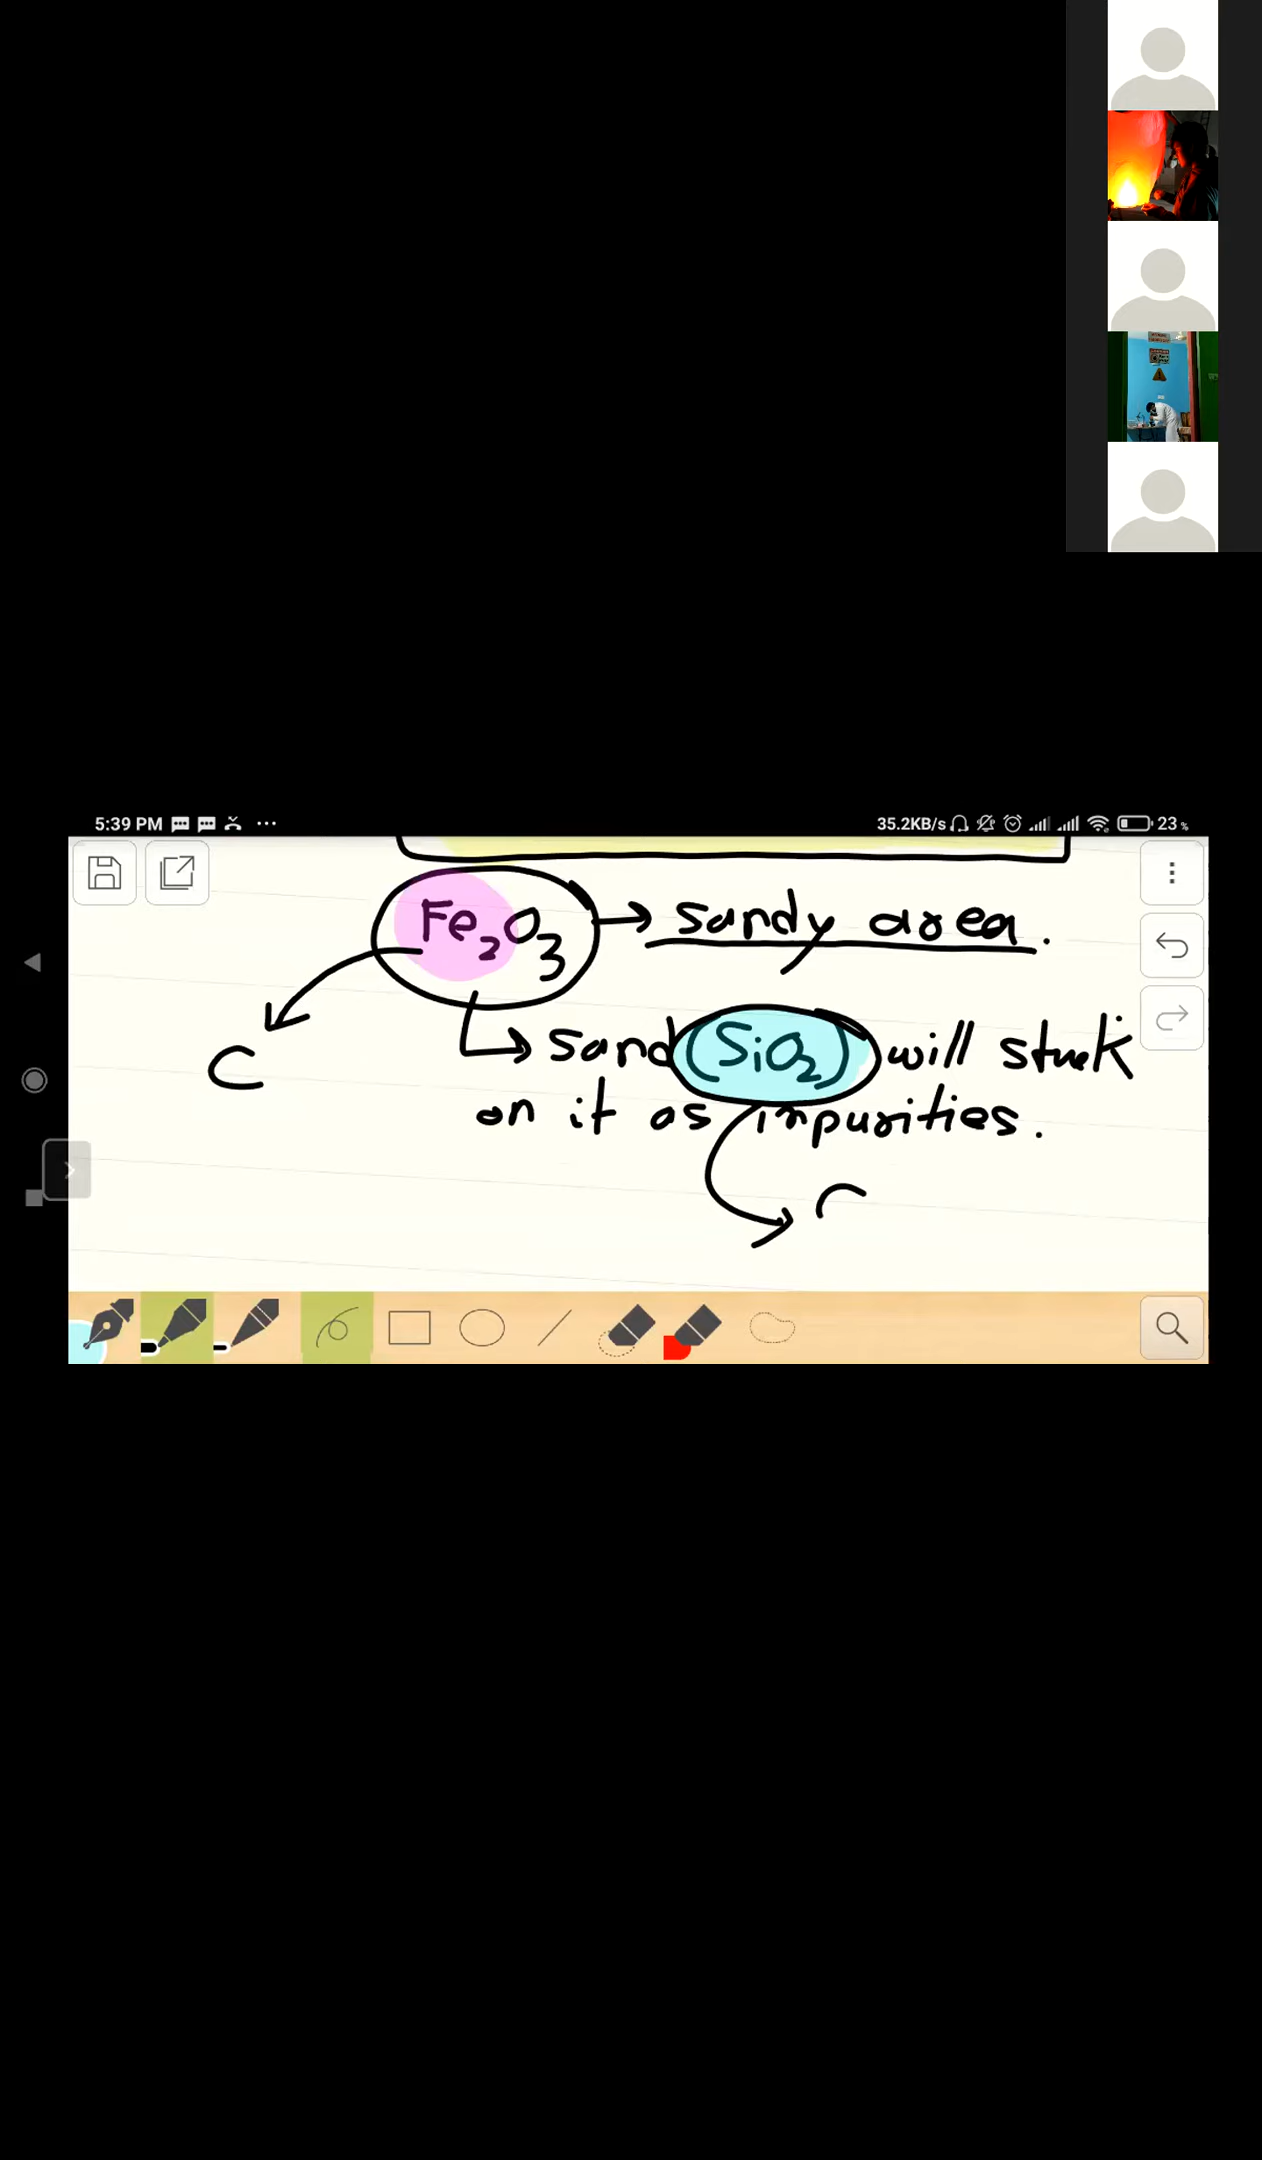 5:39 PM ... 35.2KB/s 23%
Fe2O3 → sandy area.
C
sand (SiO2) will stuck
on it as impurities.